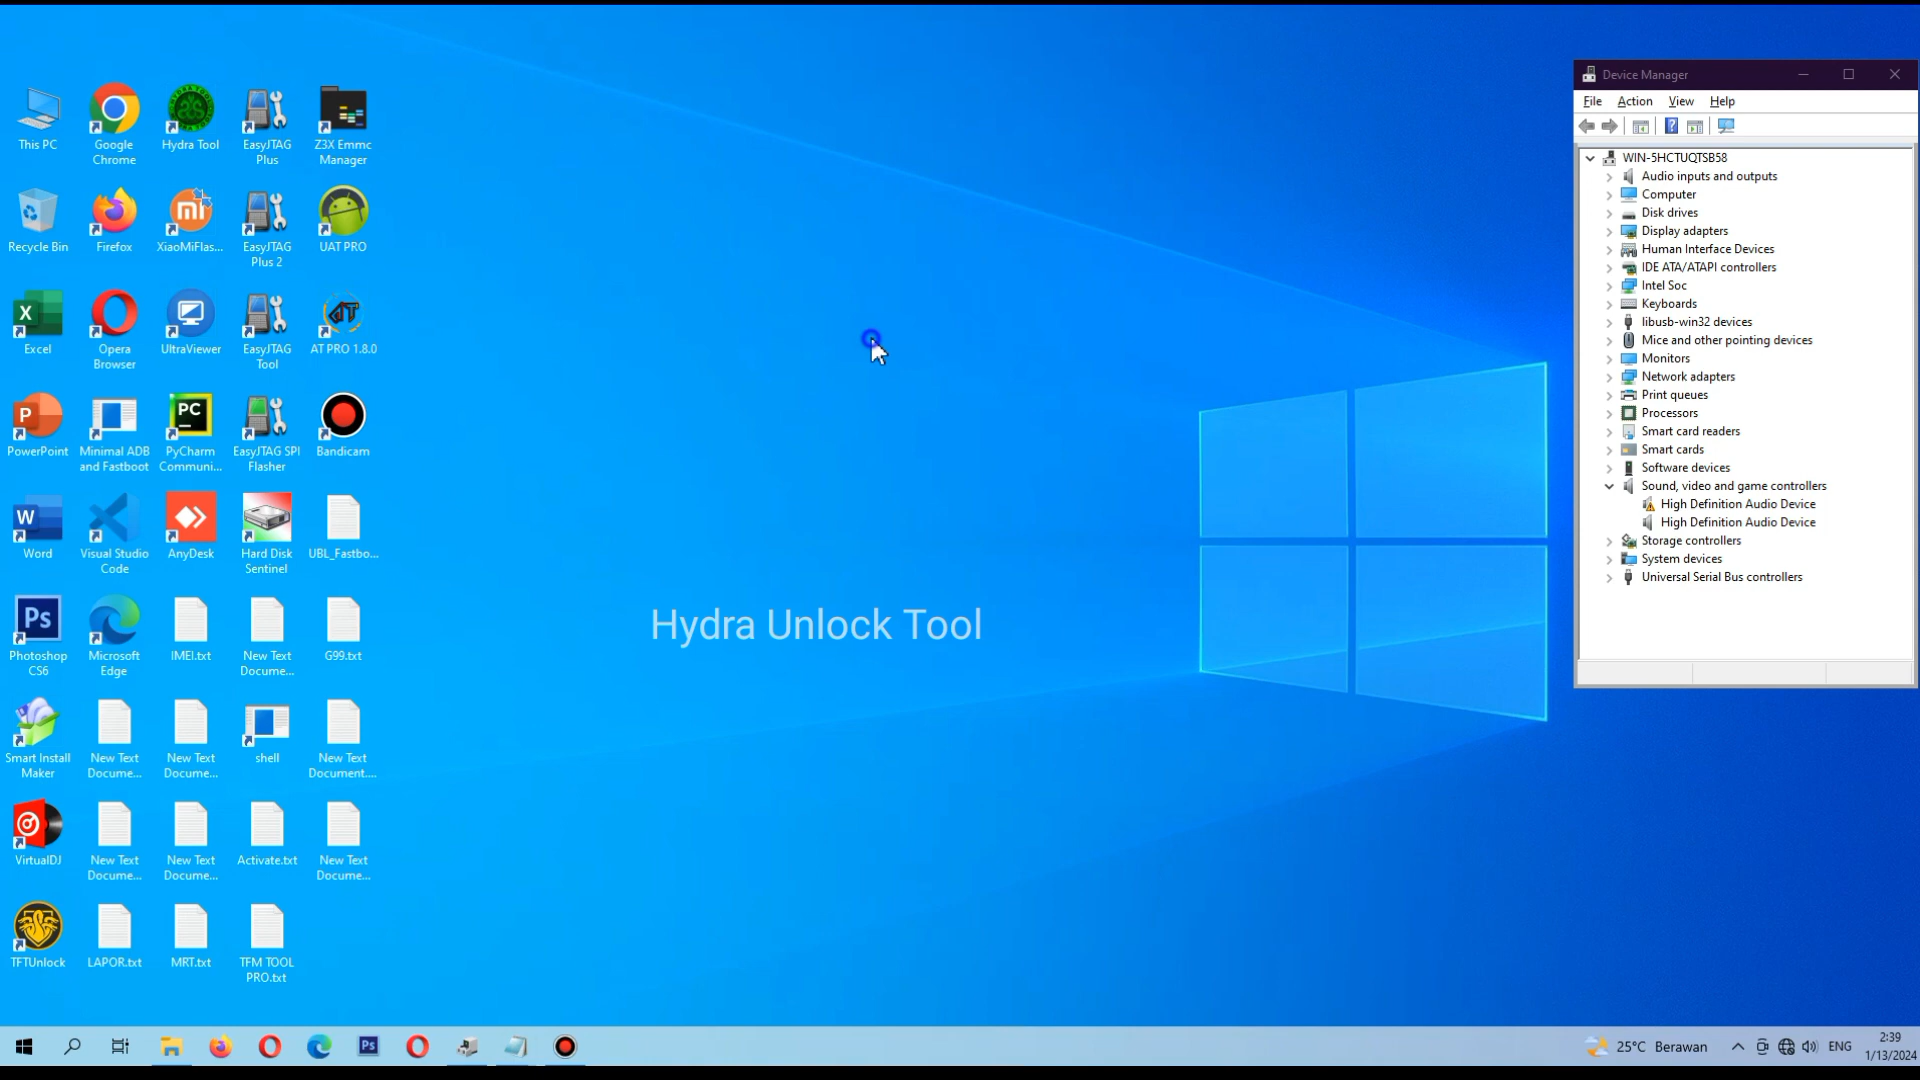 This PC
Google
Chrome
Hydra Tool
EasyJTAG
Plus
Z3X Emmc
Manager
Recycle Bin
Firefox
XiaoMiFlas...
EasyJTAG
Plus 2
UAT PRO
Excel
Opera
Browser
UltraViewer
EasyJTAG
Tool
AT PRO 1.8.0
PowerPoint
Minimal ADB
and Fastboot
PyCharm
Communi...
EasyJTAG SPI
Flasher
Bandicam
Word
Visual Studio
Code
AnyDesk
Hard Disk
Sentinel
UBL_Fastbo...
Photoshop
CS6
Microsoft
Edge
IMEI.txt
New Text
Docume...
G99.txt
Smart Install
Maker
New Text
Docume...
New Text
Docume...
shell
New Text
Document....
VirtualDJ
New Text
Docume...
New Text
Docume...
Activate.txt
New Text
Docume...
TFTUnlock
LAPOR.txt
MRT.txt
TFM TOOL
PRO.txt
Hydra Unlock Tool
Device Manager
File Action View Help
WIN-5HCTUQTSB58
Audio inputs and outputs
Computer
Disk drives
Display adapters
Human Interface Devices
IDE ATA/ATAPI controllers
Intel Soc
Keyboards
libusb-win32 devices
Mice and other pointing devices
Monitors
Network adapters
Print queues
Processors
Smart card readers
Smart cards
Software devices
Sound, video and game controllers
High Definition Audio Device
High Definition Audio Device
Storage controllers
System devices
Universal Serial Bus controllers
25°C Berawan
ENG
2:39
1/13/2024